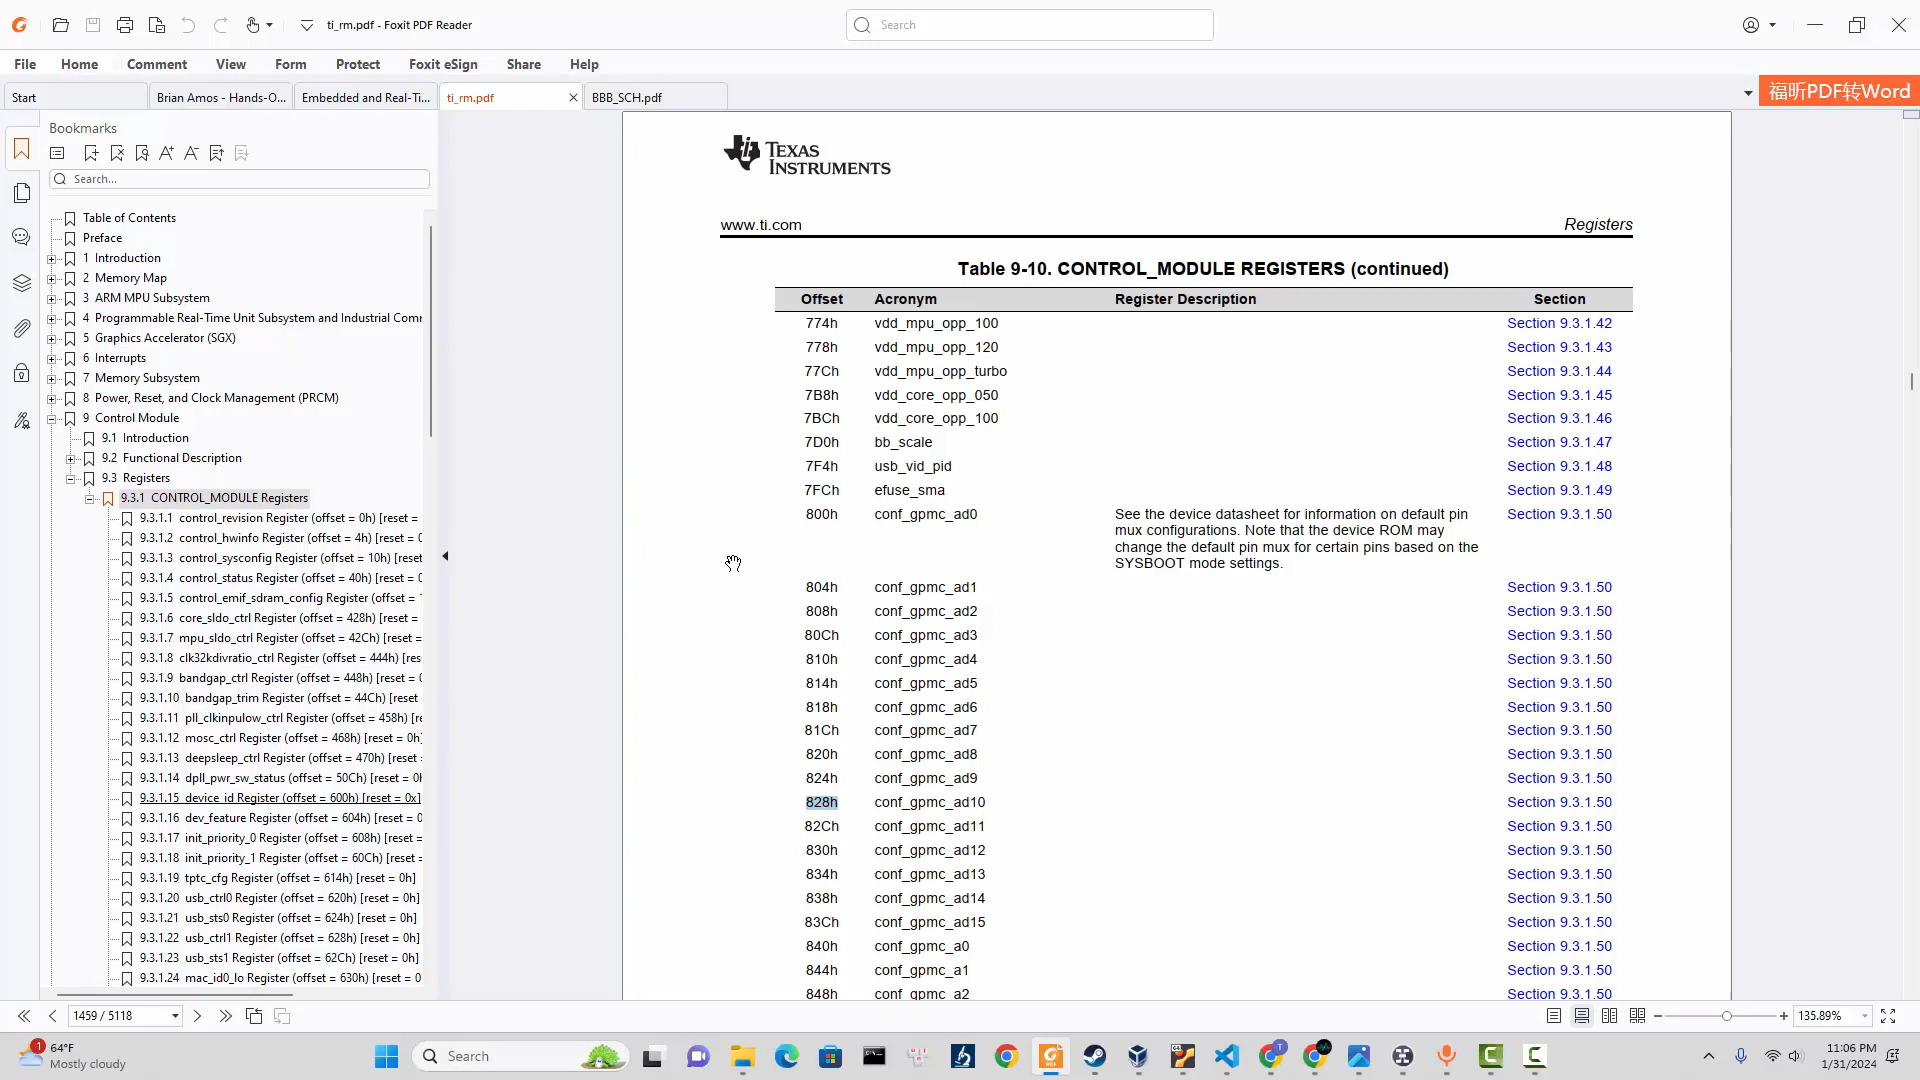 ti_rm.pdf - Foxit PDF Reader
Search
File Home Comment View Form Protect Foxit eSign Share Help
Start
Brian Amos - Hands-O...
Embedded and Real-Ti...
ti_rm.pdf
BBB_SCH.pdf
福昕PDF转Word
Bookmarks
Search...
Table of Contents
Preface
1 Introduction
2 Memory Map
3 ARM MPU Subsystem
4 Programmable Real-Time Unit Subsystem and Industrial Comr
5 Graphics Accelerator (SGX)
6 Interrupts
7 Memory Subsystem
8 Power, Reset, and Clock Management (PRCM)
9 Control Module
9.1 Introduction
9.2 Functional Description
9.3 Registers
9.3.1 CONTROL_MODULE Registers
9.3.1.1 control_revision Register (offset = 0h) [reset =
9.3.1.2 control_hwinfo Register (offset = 4h) [reset = 0
9.3.1.3 control_sysconfig Register (offset = 10h) [reset
9.3.1.4 control_status Register (offset = 40h) [reset = 0
9.3.1.5 control_emif_sdram_config Register (offset = 1
9.3.1.6 core_sldo_ctrl Register (offset = 428h) [reset =
9.3.1.7 mpu_sldo_ctrl Register (offset = 42Ch) [reset =
9.3.1.8 clk32kdivratio_ctrl Register (offset = 444h) [res
9.3.1.9 bandgap_ctrl Register (offset = 448h) [reset = 0
9.3.1.10 bandgap_trim Register (offset = 44Ch) [reset
9.3.1.11 pll_clkinpulow_ctrl Register (offset = 458h) [re
9.3.1.12 mosc_ctrl Register (offset = 468h) [reset = 0h]
9.3.1.13 deepsleep_ctrl Register (offset = 470h) [reset
9.3.1.14 dpll_pwr_sw_status (offset = 50Ch) [reset = 0h
9.3.1.15 device_id Register (offset = 600h) [reset = 0x]
9.3.1.16 dev_feature Register (offset = 604h) [reset = 0
9.3.1.17 init_priority_0 Register (offset = 608h) [reset =
9.3.1.18 init_priority_1 Register (offset = 60Ch) [reset =
9.3.1.19 tptc_cfg Register (offset = 614h) [reset = 0h]
9.3.1.20 usb_ctrl0 Register (offset = 620h) [reset = 0h]
9.3.1.21 usb_sts0 Register (offset = 624h) [reset = 0h]
9.3.1.22 usb_ctrl1 Register (offset = 628h) [reset = 0h]
9.3.1.23 usb_sts1 Register (offset = 62Ch) [reset = 0h]
9.3.1.24 mac_id0_lo Register (offset = 630h) [reset = 0
TEXAS
INSTRUMENTS
www.ti.com Registers
Table 9-10. CONTROL_MODULE REGISTERS (continued)
Offset Acronym Register Description Section
774h vdd_mpu_opp_100 Section 9.3.1.42
778h vdd_mpu_opp_120 Section 9.3.1.43
77Ch vdd_mpu_opp_turbo Section 9.3.1.44
7B8h vdd_core_opp_050 Section 9.3.1.45
7BCh vdd_core_opp_100 Section 9.3.1.46
7D0h bb_scale Section 9.3.1.47
7F4h usb_vid_pid Section 9.3.1.48
7FCh efuse_sma Section 9.3.1.49
800h conf_gpmc_ad0 See the device datasheet for information on default pin Section 9.3.1.50
mux configurations. Note that the device ROM may
change the default pin mux for certain pins based on the
SYSBOOT mode settings.
804h conf_gpmc_ad1 Section 9.3.1.50
808h conf_gpmc_ad2 Section 9.3.1.50
80Ch conf_gpmc_ad3 Section 9.3.1.50
810h conf_gpmc_ad4 Section 9.3.1.50
814h conf_gpmc_ad5 Section 9.3.1.50
818h conf_gpmc_ad6 Section 9.3.1.50
81Ch conf_gpmc_ad7 Section 9.3.1.50
820h conf_gpmc_ad8 Section 9.3.1.50
824h conf_gpmc_ad9 Section 9.3.1.50
828h conf_gpmc_ad10 Section 9.3.1.50
82Ch conf_gpmc_ad11 Section 9.3.1.50
830h conf_gpmc_ad12 Section 9.3.1.50
834h conf_gpmc_ad13 Section 9.3.1.50
838h conf_gpmc_ad14 Section 9.3.1.50
83Ch conf_gpmc_ad15 Section 9.3.1.50
840h conf_gpmc_a0 Section 9.3.1.50
844h conf_gpmc_a1 Section 9.3.1.50
848h conf_gpmc_a2 Section 9.3.1.50
1459 / 5118
135.89%
1
64°F
Mostly cloudy
Search
11:06 PM
1/31/2024